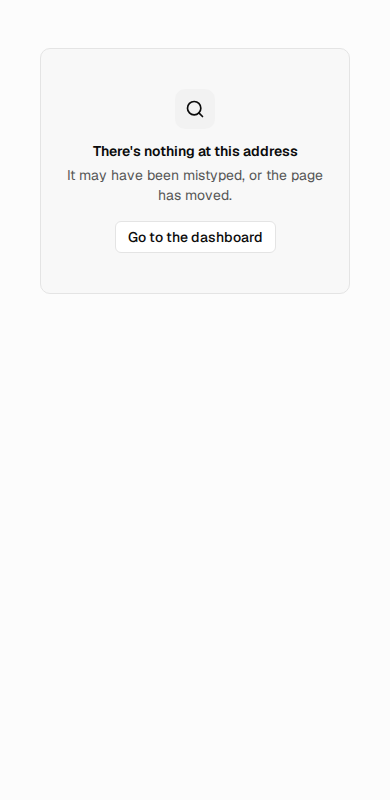 There's nothing at this address
It may have been mistyped, or the page
has moved.
Go to the dashboard